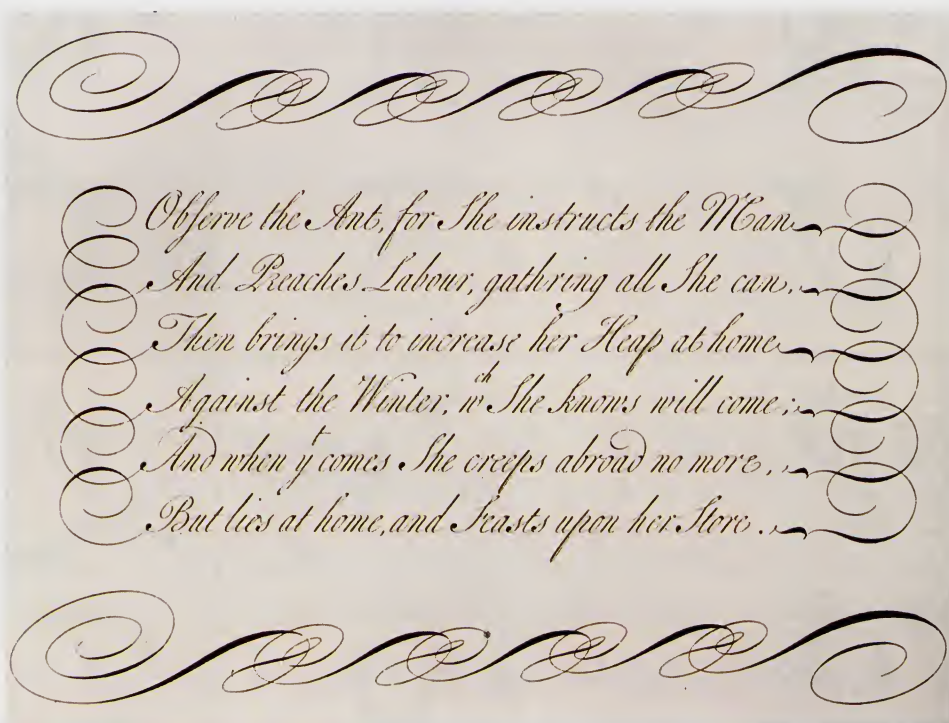 Observe the Ant, for She instructs the Man
And Preaches Labour, gathring all She can.
Then brings it to increase her Heap at home
Against the Winter, wch She knows will come;
And when yt comes She creeps abroad no more,
But lies at home, and Feasts upon her Store.